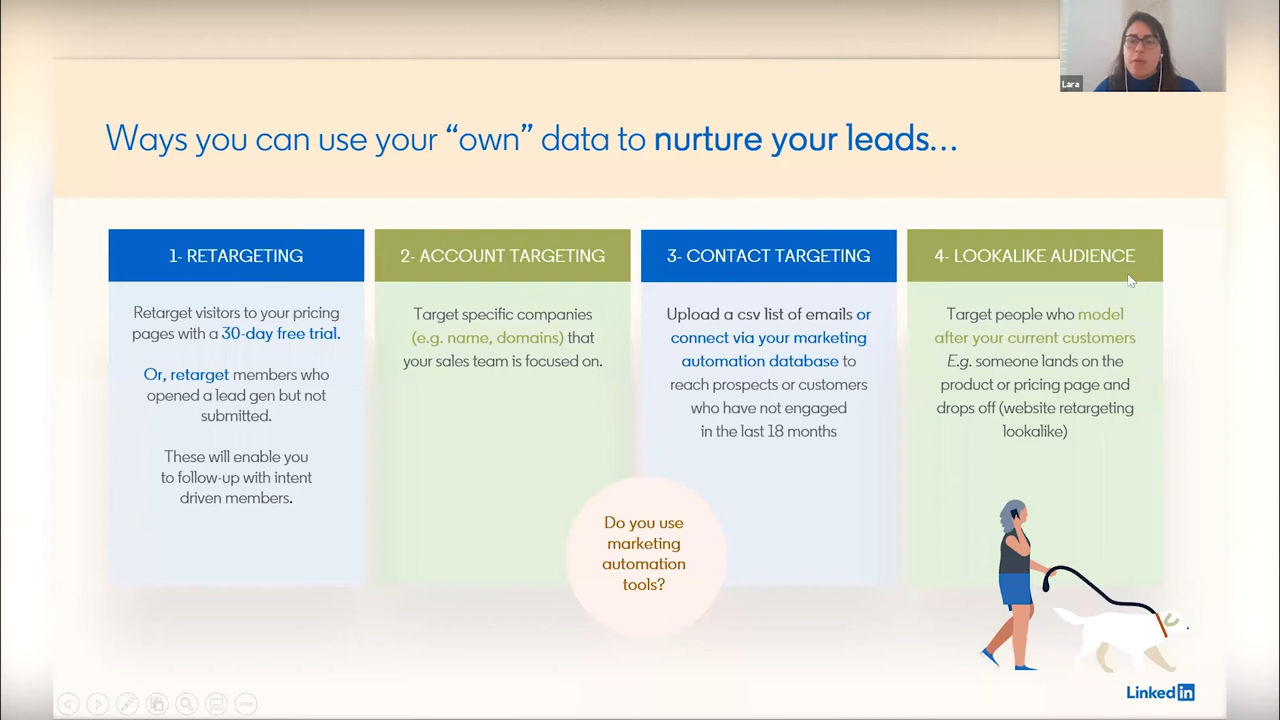 Lara
Ways you can use your “own” data to nurture your leads...
1- RETARGETING
Retarget visitors to your pricing
pages with a 30-day free trial.
Or, retarget members who
opened a lead gen but not
submitted.
These will enable you
to follow-up with intent
driven members.
2- ACCOUNT TARGETING
Target specific companies
(e.g. name, domains) that
your sales team is focused on.
3- CONTACT TARGETING
Upload a csv list of emails or
connect via your marketing
automation database to
reach prospects or customers
who have not engaged
in the last 18 months
4- LOOKALIKE AUDIENCE
Target people who model
after your current customers
E.g. someone lands on the
product or pricing page and
drops off (website retargeting
lookalike)
Do you use
marketing
automation
tools?
Linked in